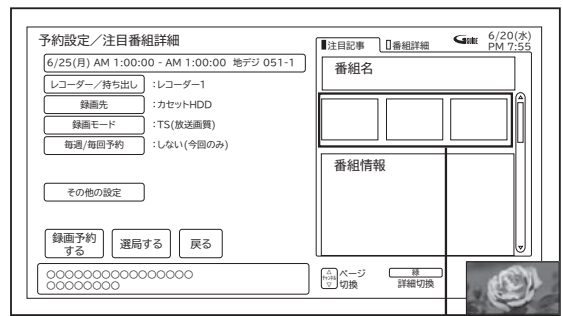 予約設定／注目番組詳細
6/25(月) AM 1:00:00 - AM 1:00:00 地デジ 051-1
レコーダー／持ち出し ：レコーダー1
録画先 ：カセットHDD
録画モード ：TS(放送画質)
毎週/毎回予約 ：しない(今回のみ)
その他の設定
録画予約
する
選局する
戻る
○○○○○○○○○○○○○○○○
○○○○○○○○
注目記事
番組詳細
GUIDE
6/20(水)
PM 7:55
番組名
番組情報
チャンネル
ページ
切換
緑
詳細切換